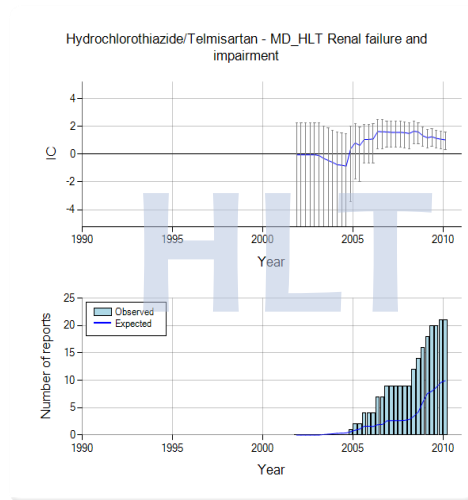 Hydrochlorothiazide/Telmisartan - MD_HLT Renal failure and
impairment
IC
4
2
0
-2
-4
1990 1995 2000 2005 2010
Year
HLT
Number of reports
25
20
15
10
5
0
Observed
Expected
1990 1995 2000 2005 2010
Year